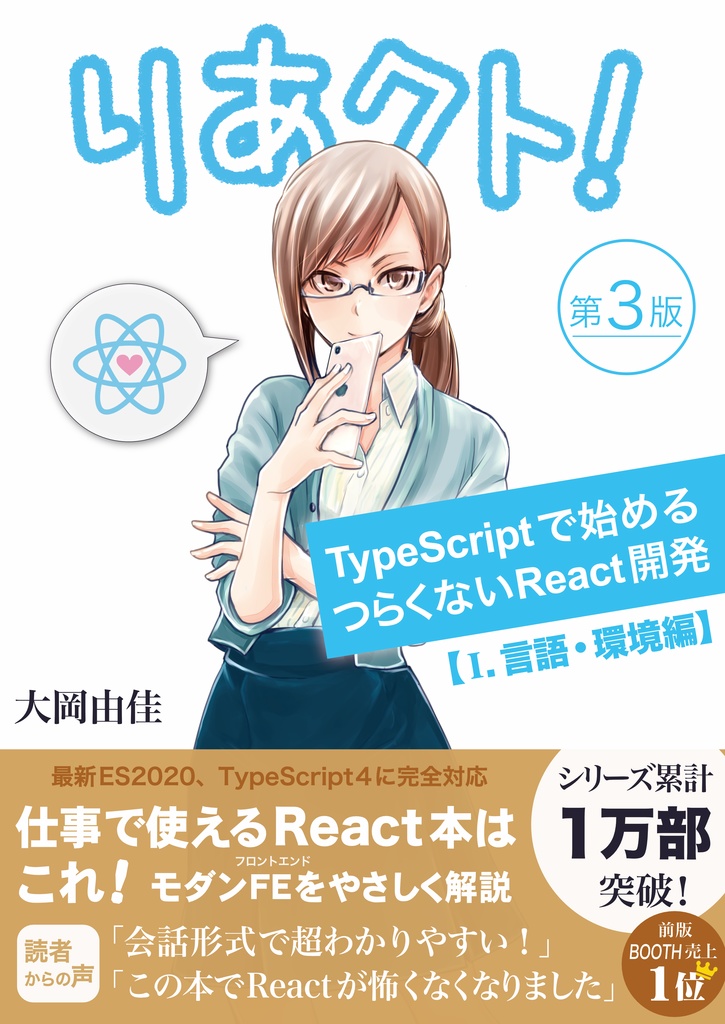 りあクト!
第3版
TypeScriptで始める
つらくないReact開発
【Ⅰ. 言語・環境編】
大岡由佳
最新ES2020、TypeScript4に完全対応
仕事で使えるReact本は
これ! モダンFEをやさしく解説
フロントエンド
シリーズ累計
1万部
突破!
読者
からの声
「会話形式で超わかりやすい!」
「この本でReactが怖くなくなりました」
前版
BOOTH売上
1位